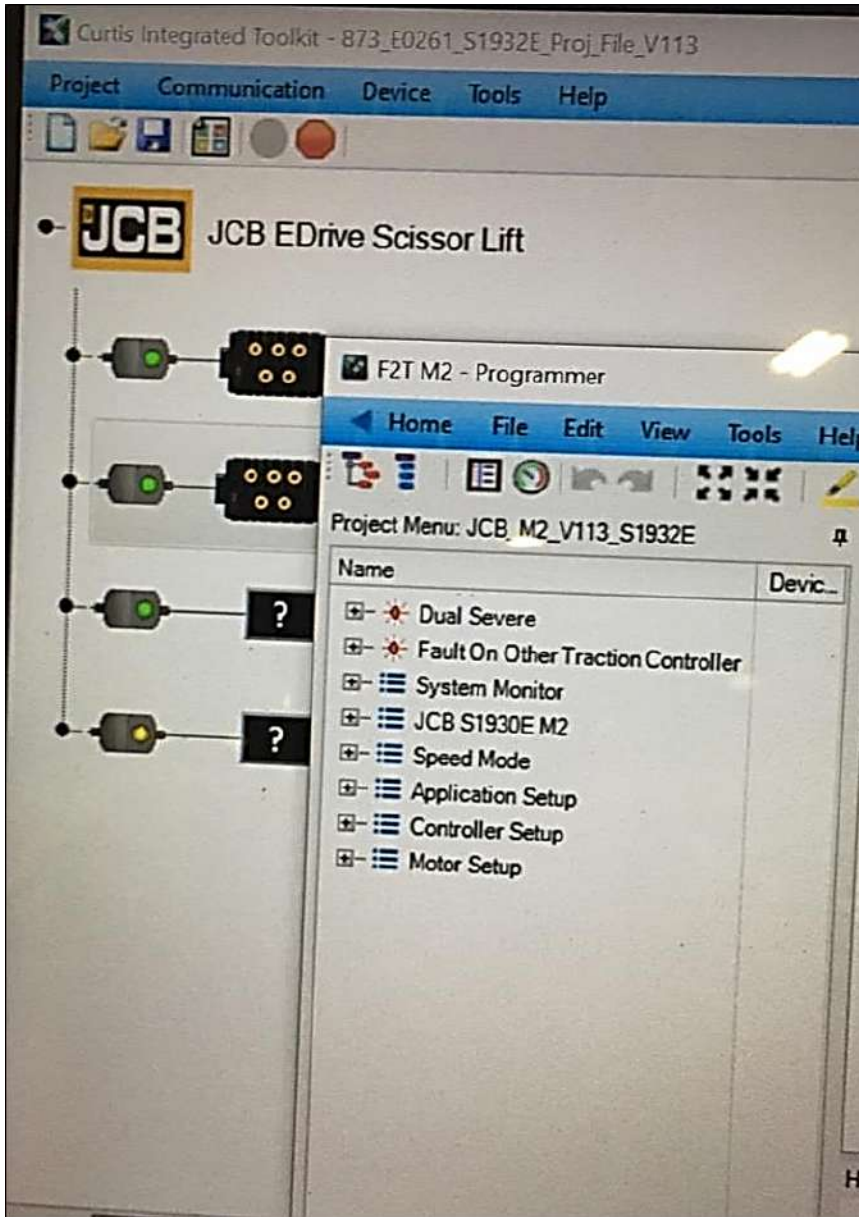 Curtis Integrated Toolkit - 873_E0261_S1932E_Proj_File_V113
Project Communication Device Tools Help
JCB JCB EDrive Scissor Lift
F2T M2 - Programmer
Home File Edit View Tools Help
Project Menu: JCB_M2_V113_S1932E
Name Devic...
Dual Severe
Fault On Other Traction Controller
System Monitor
?
JCB S1930E M2
Speed Mode
?
Application Setup
Controller Setup
Motor Setup
H